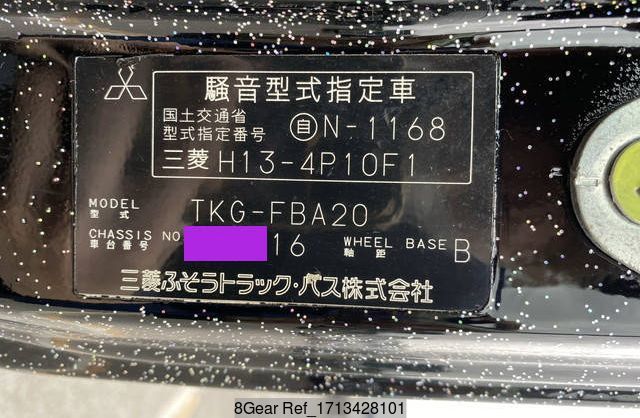 騒音型式指定車
国土交通省
型式指定番号 自N-1168
三菱 H13-4P10F1
MODEL
型式 TKG-FBA20
CHASSIS NO
車台番号 16 WHEEL BASE
軸距 B
三菱ふそうトラック・バス株式会社
8Gear Ref_1713428101